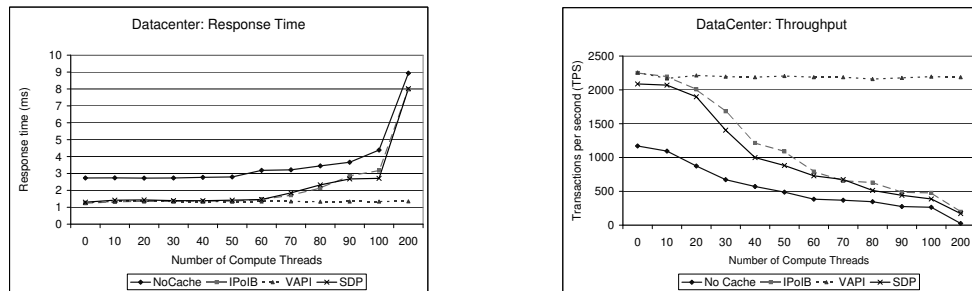 Datacenter: Response Time
Response time (ms)
10
9
8
7
6
5
4
3
2
1
0
0 10 20 30 40 50 60 70 80 90 100 200
Number of Compute Threads
NoCache IPoIB VAPI SDP
DataCenter: Throughput
Transactions per second (TPS)
2500
2000
1500
1000
500
0
0 10 20 30 40 50 60 70 80 90 100 200
Number of Compute Threads
No Cache IPoIB VAPI SDP